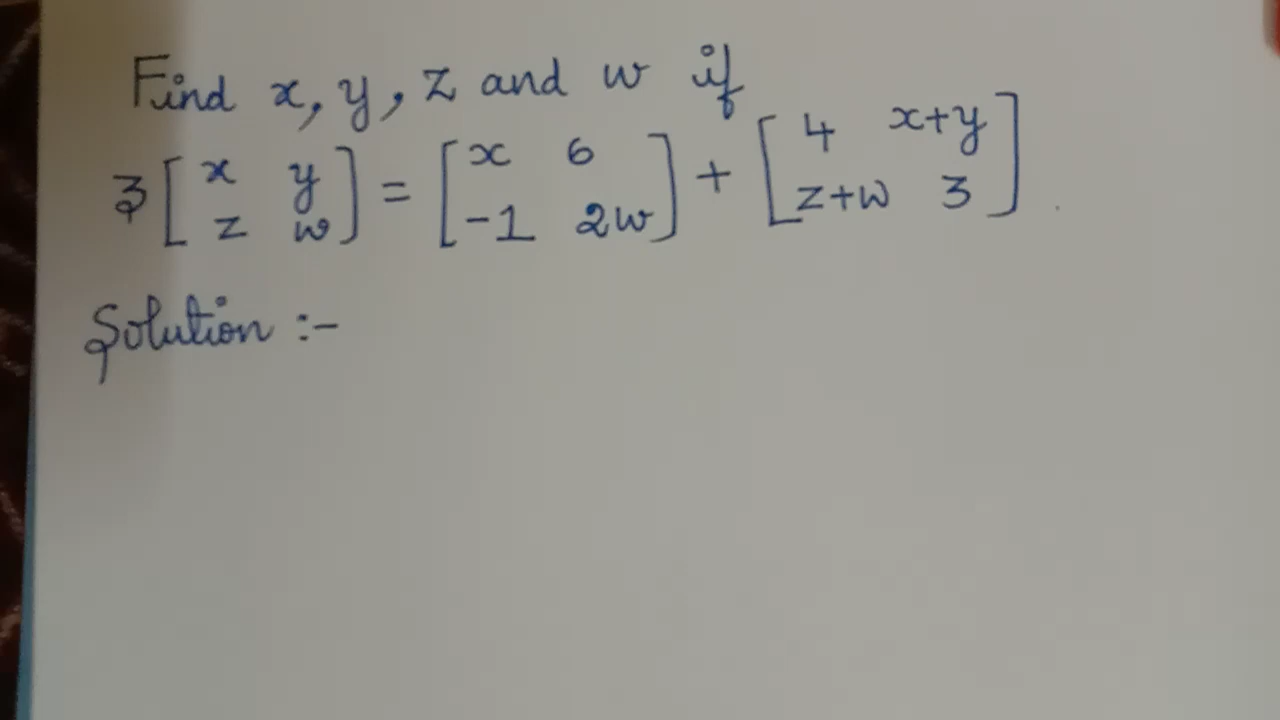 Find x, y, z and w if
3 [ x y ] = [ x 6 ] + [ 4 x+y ]
z w -1 2w z+w 3
Solution :-